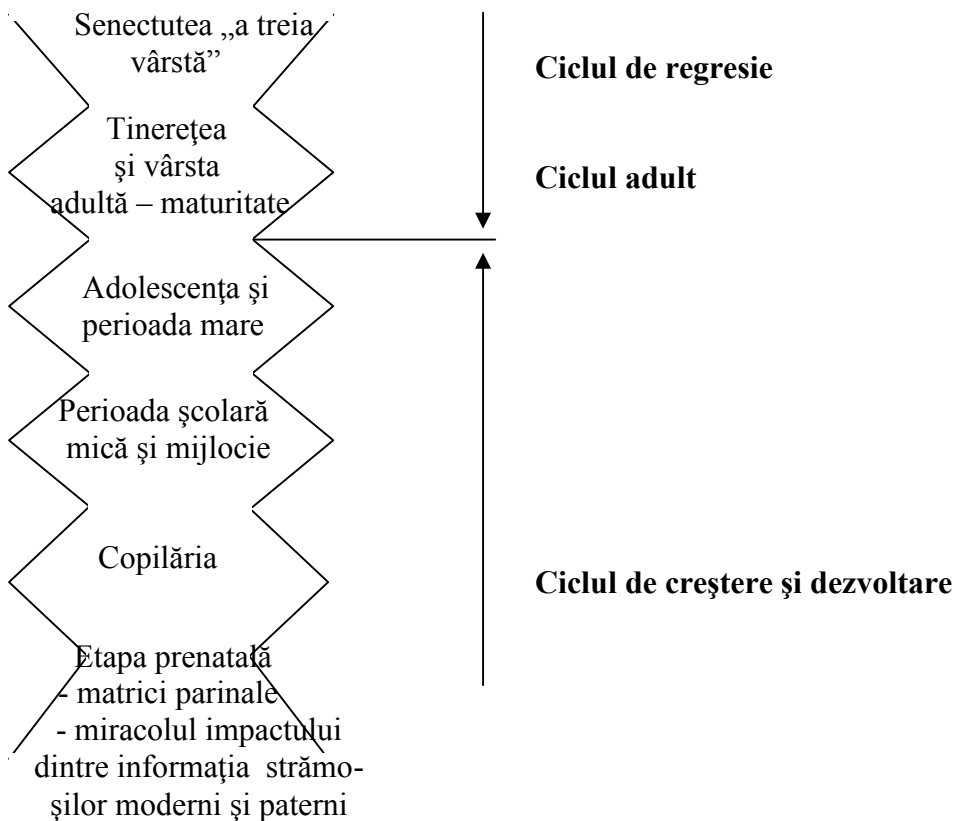 Senectutea „a treia
vârstă”
Ciclul de regresie
Tinereţea
şi vârsta
adultă – maturitate
Ciclul adult
Adolescenţa şi
perioada mare
Perioada şcolară
mică şi mijlocie
Copilăria
Ciclul de creştere şi dezvoltare
Etapa prenatală
- matrici parinale
- miracolul impactului
dintre informaţia strămo-
şilor moderni şi paterni